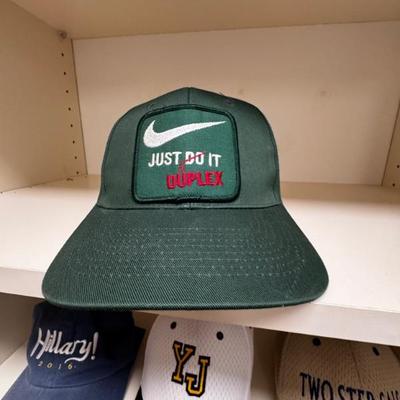 JUST DO IT
DUPLEX
Hillary!
2016
YJ
TWO STEP